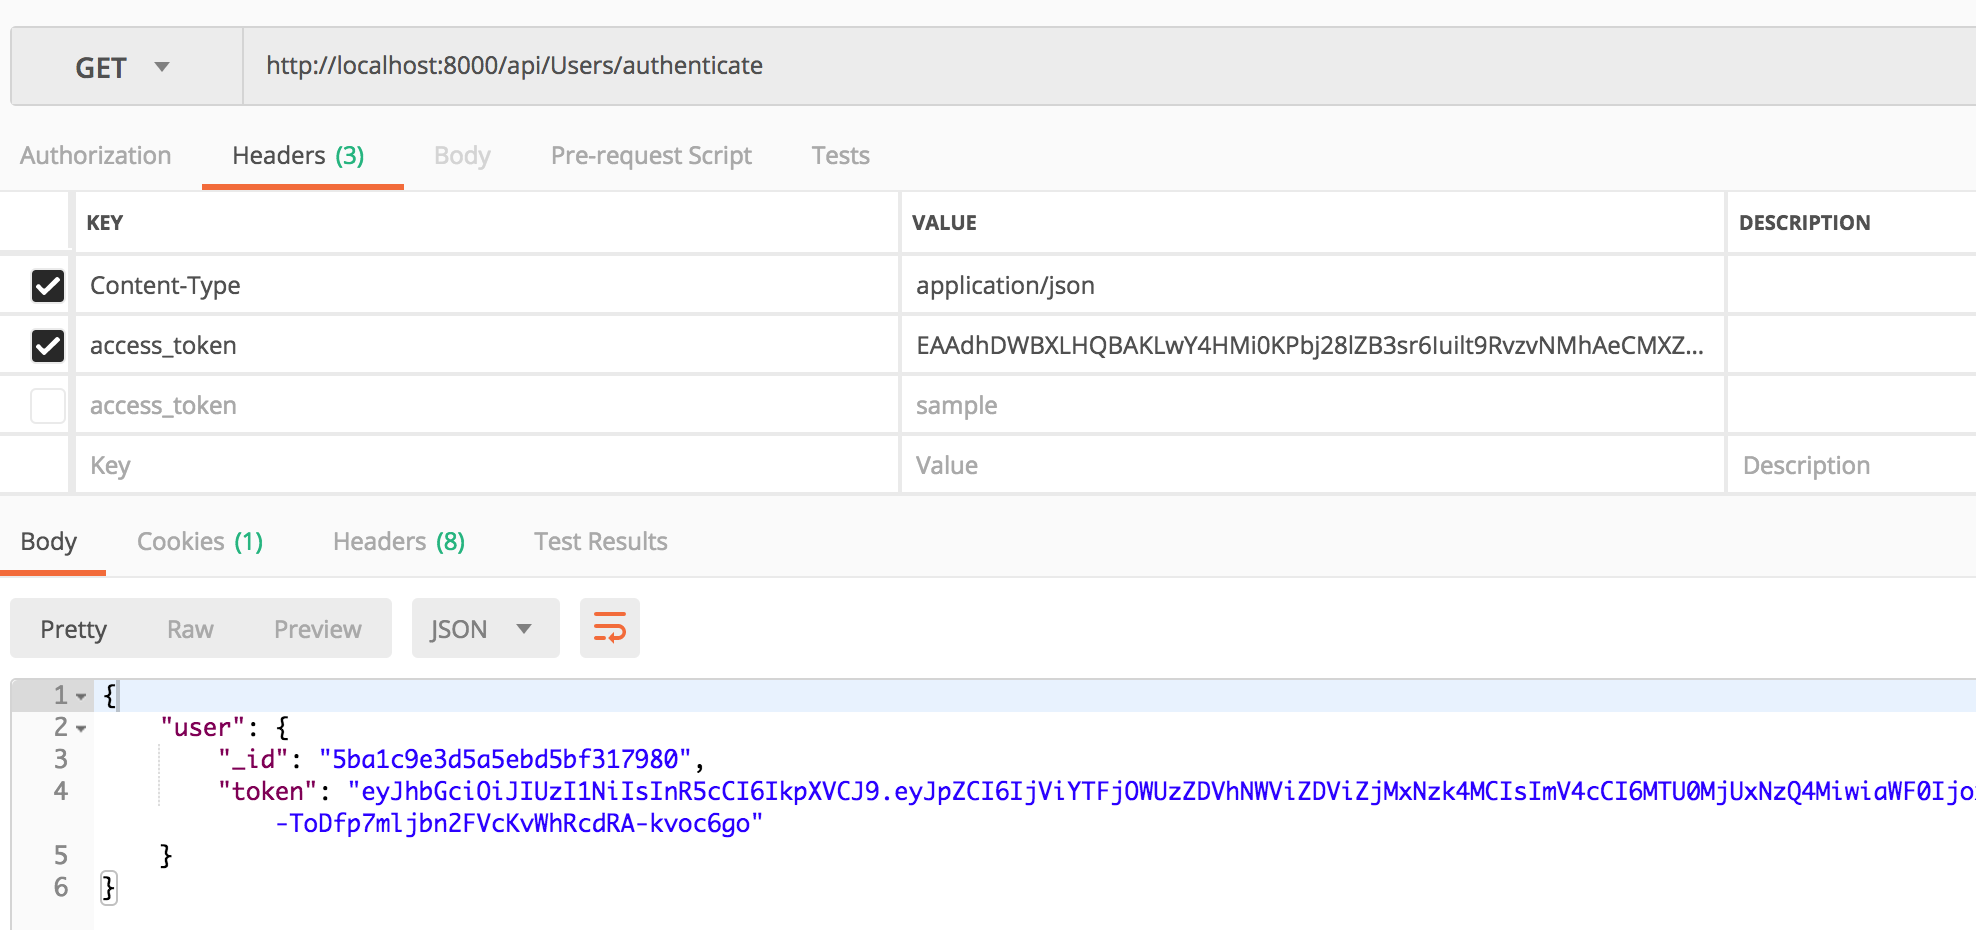 GET http://localhost:8000/api/Users/authenticate
Authorization Headers (3) Body Pre-request Script Tests
KEY VALUE DESCRIPTION
Content-Type application/json
access_token EAAdhDWBXLHQBAKLwY4HMi0KPbj28lZB3sr6Iuilt9RvzvNMhAeCMXZ...
access_token sample
Key Value Description
Body Cookies (1) Headers (8) Test Results
Pretty Raw Preview JSON
1 {
2 "user": {
3 "_id": "5ba1c9e3d5a5ebd5bf317980",
4 "token": "eyJhbGciOiJIUzI1NiIsInR5cCI6IkpXVCJ9.eyJpZCI6IjViYTFjOWUzZDVhNWViZDViZjMxNzk4MCIsImV4cCI6MTU0MjUxNzQ4MiwiaWF0Ijo
-ToDfp7mljbn2FVcKvWhRcdRA-kvoc6go"
5 }
6 }